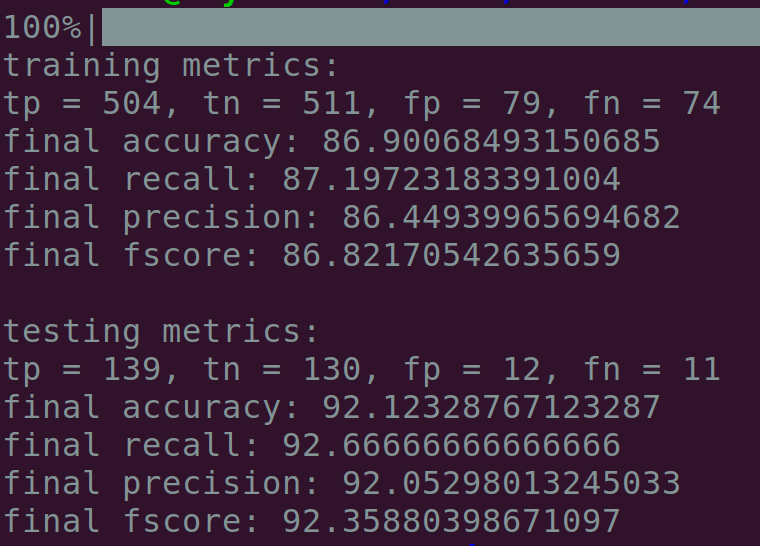 100%|
training metrics:
tp = 504, tn = 511, fp = 79, fn = 74
final accuracy: 86.90068493150685
final recall: 87.19723183391004
final precision: 86.44939965694682
final fscore: 86.82170542635659
testing metrics:
tp = 139, tn = 130, fp = 12, fn = 11
final accuracy: 92.12328767123287
final recall: 92.66666666666666
final precision: 92.05298013245033
final fscore: 92.35880398671097